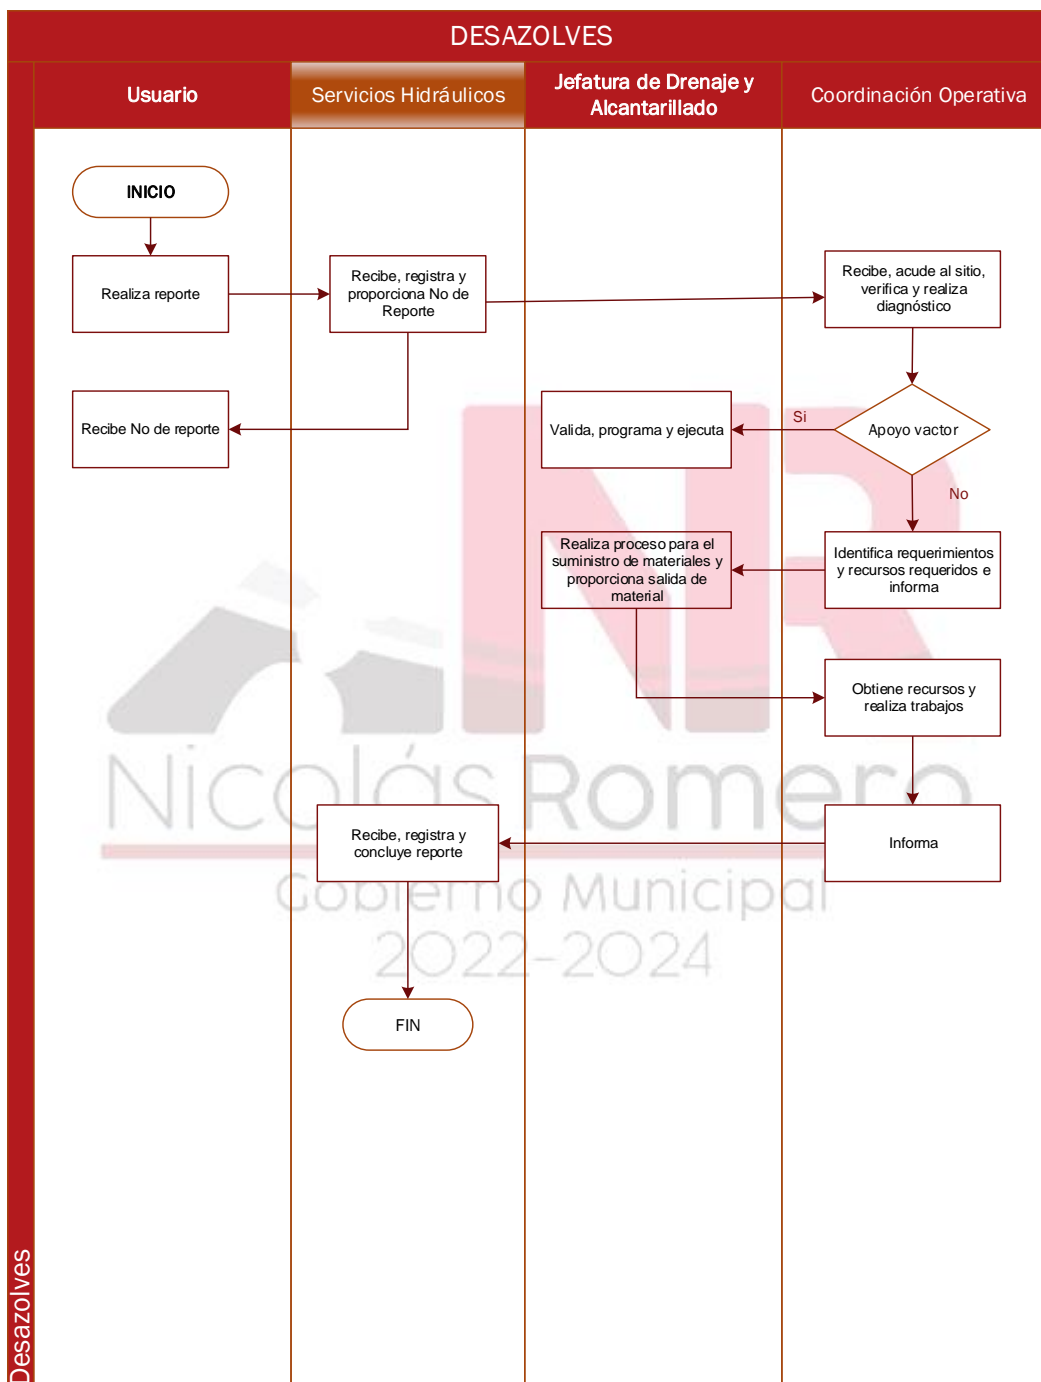 DESAZOLVES
Usuario
Servicios Hidráulicos
Jefatura de Drenaje y
Alcantarillado
Coordinación Operativa
INICIO
Realiza reporte
Recibe, registra y
proporciona No de
Reporte
Recibe, acude al sitio,
verifica y realiza
diagnóstico
Recibe No de reporte
Valida, programa y ejecuta
Si
Apoyo vactor
No
Realiza proceso para el
suministro de materiales y
proporciona salida de
material
Identifica requerimientos
y recursos requeridos e
informa
Obtiene recursos y
realiza trabajos
Recibe, registra y
concluye reporte
Informa
FIN
Desazolves
NR
Nicolás Romero
Gobierno Municipal
2022-2024